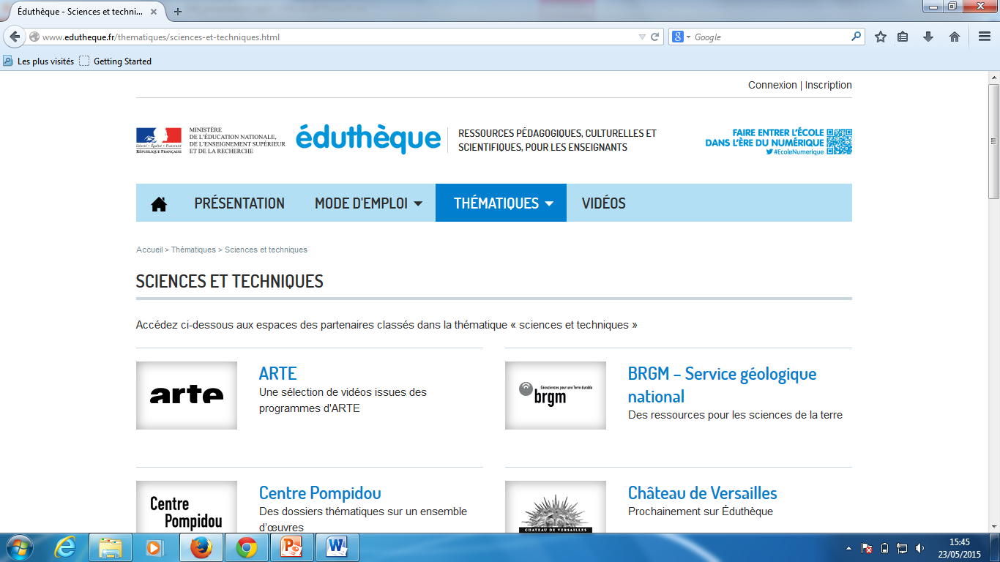 Éduthèque - Sciences et techni...
www.edutheque.fr/thematiques/sciences-et-techniques.html
Google
Les plus visités
Getting Started
Connexion | Inscription
Liberté • Égalité • Fraternité
RÉPUBLIQUE FRANÇAISE
MINISTÈRE
DE L'ÉDUCATION NATIONALE,
DE L'ENSEIGNEMENT SUPÉRIEUR
ET DE LA RECHERCHE
éduthèque
RESSOURCES PÉDAGOGIQUES, CULTURELLES ET
SCIENTIFIQUES, POUR LES ENSEIGNANTS
FAIRE ENTRER L'ÉCOLE
DANS L'ÈRE DU NUMÉRIQUE
#EcoleNumerique
PRÉSENTATION
MODE D'EMPLOI
THÉMATIQUES
VIDÉOS
Accueil > Thématiques > Sciences et techniques
SCIENCES ET TECHNIQUES
Accédez ci-dessous aux espaces des partenaires classés dans la thématique « sciences et techniques »
arte
ARTE
Une sélection de vidéos issues des
programmes d'ARTE
Géosciences pour une Terre durable
brgm
BRGM – Service géologique
national
Des ressources pour les sciences de la terre
Centre
Pompidou
Centre Pompidou
Des dossiers thématiques sur un ensemble
d'œuvres
CHATEAU DE VERSAILLES
Château de Versailles
Prochainement sur Éduthèque
15:45
23/05/2015